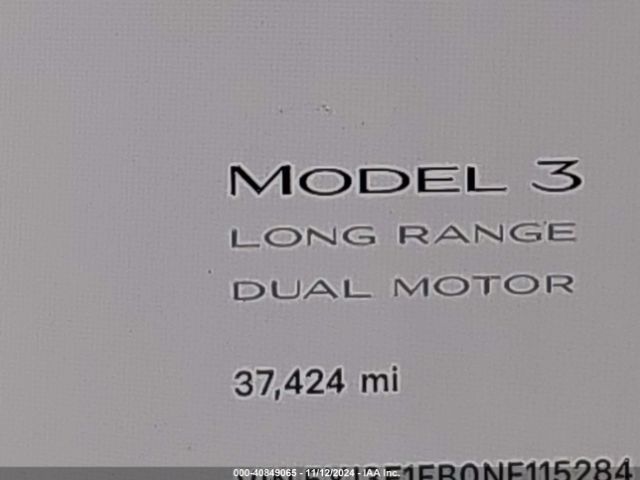 MODEL 3
LONG RANGE
DUAL MOTOR
37,424 mi
000-40849065 - 11/12/2024 - IAA Inc.